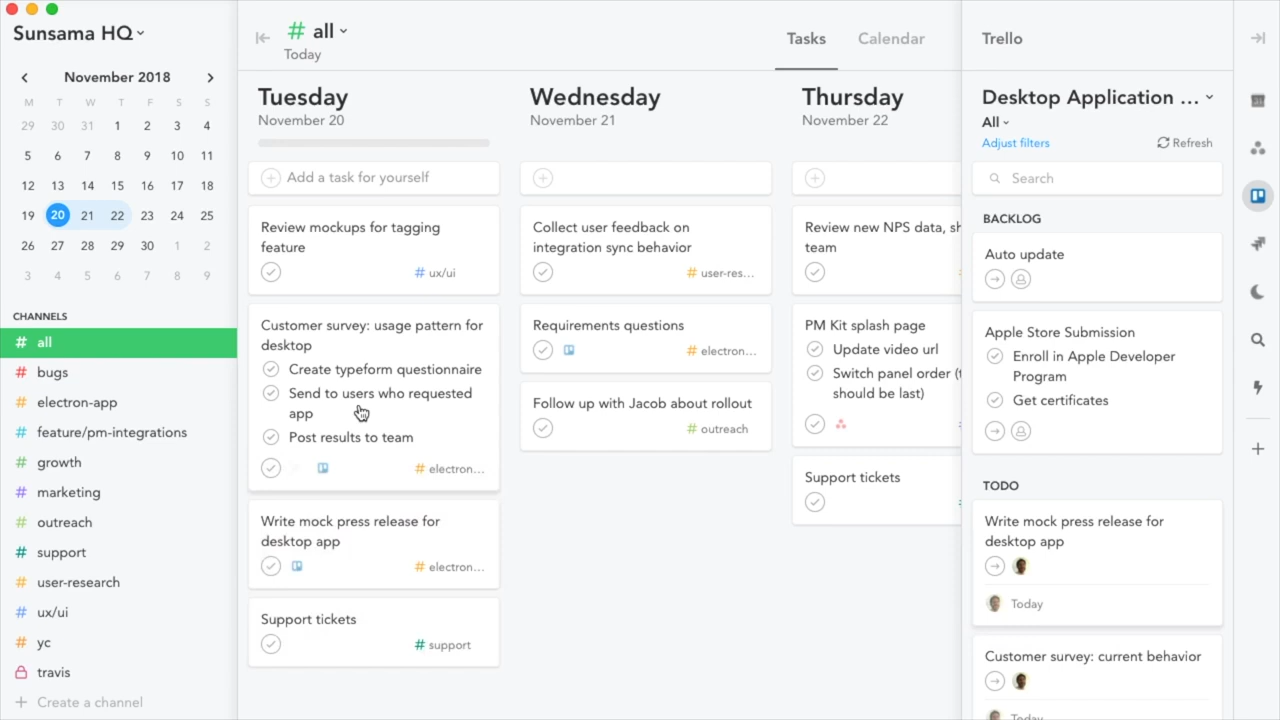 Sunsama HQ
November 2018
M T W T F S S
29 30 31 1 2 3 4
5 6 7 8 9 10 11
12 13 14 15 16 17 18
19 20 21 22 23 24 25
26 27 28 29 30 1 2
3 4 5 6 7 8 9
CHANNELS
# all
# bugs
# electron-app
# feature/pm-integrations
# growth
# marketing
# outreach
# support
# user-research
# ux/ui
# yc
travis
+ Create a channel
# all
Today
Tasks
Calendar
Tuesday
November 20
Add a task for yourself
Review mockups for tagging
feature
# ux/ui
Customer survey: usage pattern for
desktop
Create typeform questionnaire
Send to users who requested
app
Post results to team
# electron...
Write mock press release for
desktop app
# electron...
Support tickets
# support
Wednesday
November 21
Collect user feedback on
integration sync behavior
# user-res...
Requirements questions
# electron...
Follow up with Jacob about rollout
# outreach
Thursday
November 22
Review new NPS data, sh
team
PM Kit splash page
Update video url
Switch panel order (t
should be last)
Support tickets
Trello
Desktop Application ...
All
Adjust filters
Refresh
Search
BACKLOG
Auto update
Apple Store Submission
Enroll in Apple Developer
Program
Get certificates
TODO
Write mock press release for
desktop app
Today
Customer survey: current behavior
Today